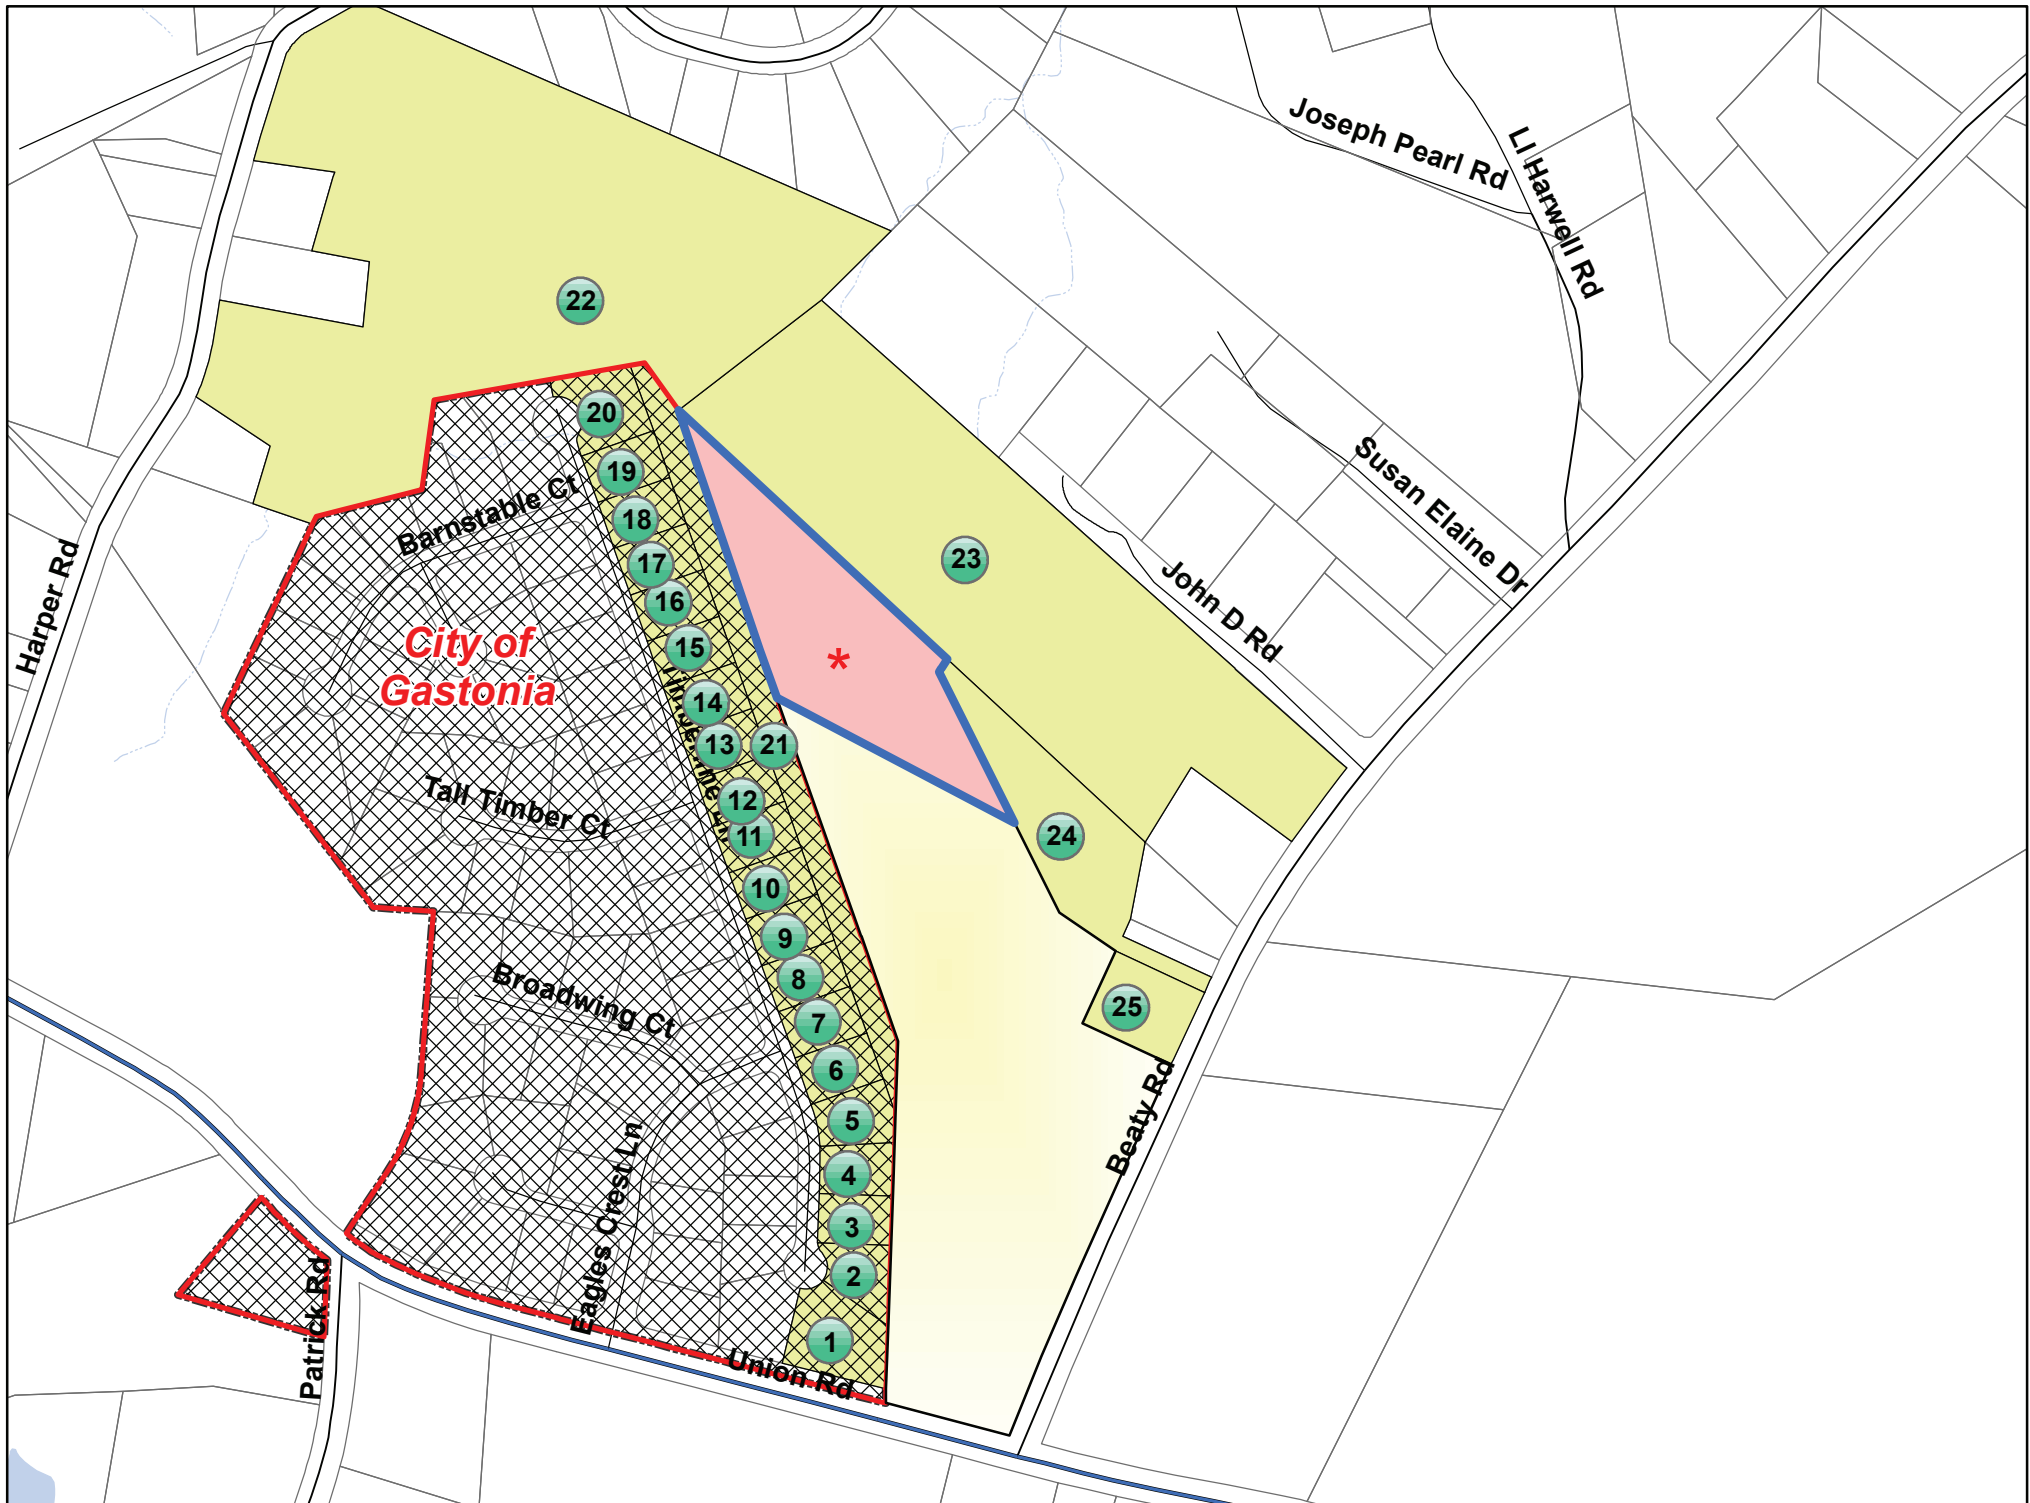 Joseph Pearl Rd
LI Harwell Rd
22
20
19
Barnstable Ct
18
Susan Elaine Dr
17
23
Harper Rd
16
John D Rd
City of
Gastonia
15
*
14
13
21
Timberline Ln
12
Tall Timber Ct
11
24
10
9
8
Broadwing Ct
25
7
6
Beaty Rd
5
4
Eagles Crest Ln
3
2
Patrick Rd
1
Union Rd